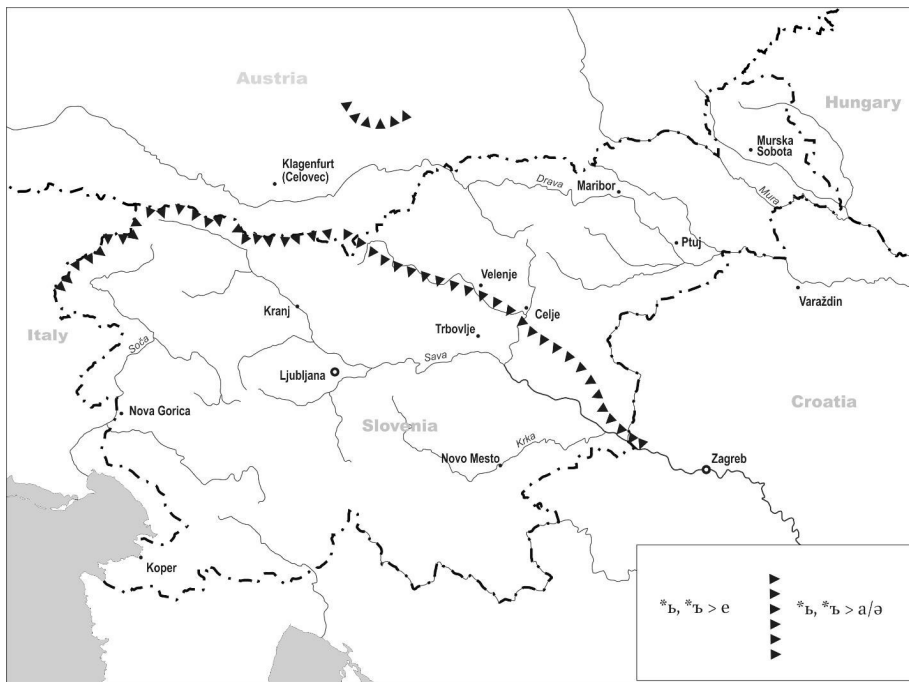 Austria
Hungary
Klagenfurt
(Celovec)
Murska
Sobota
Maribor
Drava
Mura
Ptuj
Velenje
Varaždin
Kranj
Celje
Italy
Trbovlje
Soča
Sava
Ljubljana
Croatia
Nova Gorica
Slovenia
Krka
Novo Mesto
Zagreb
Koper
*ь, *ъ > e
*ь, *ъ > a/ə